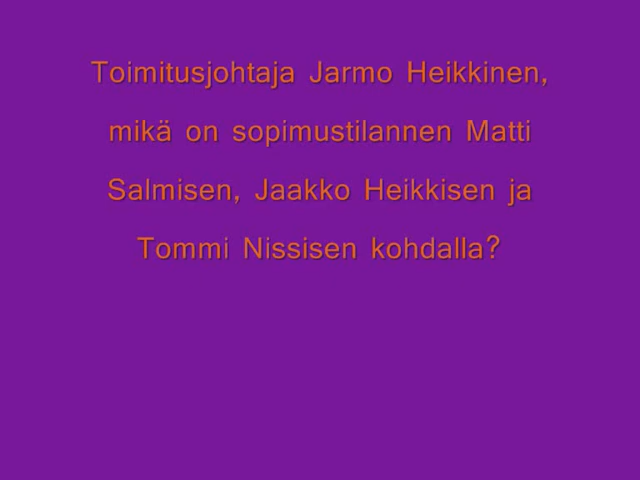 Toimitusjohtaja Jarmo Heikkinen,
mikä on sopimustilannen Matti
Salmisen, Jaakko Heikkisen ja
Tommi Nissisen kohdalla?